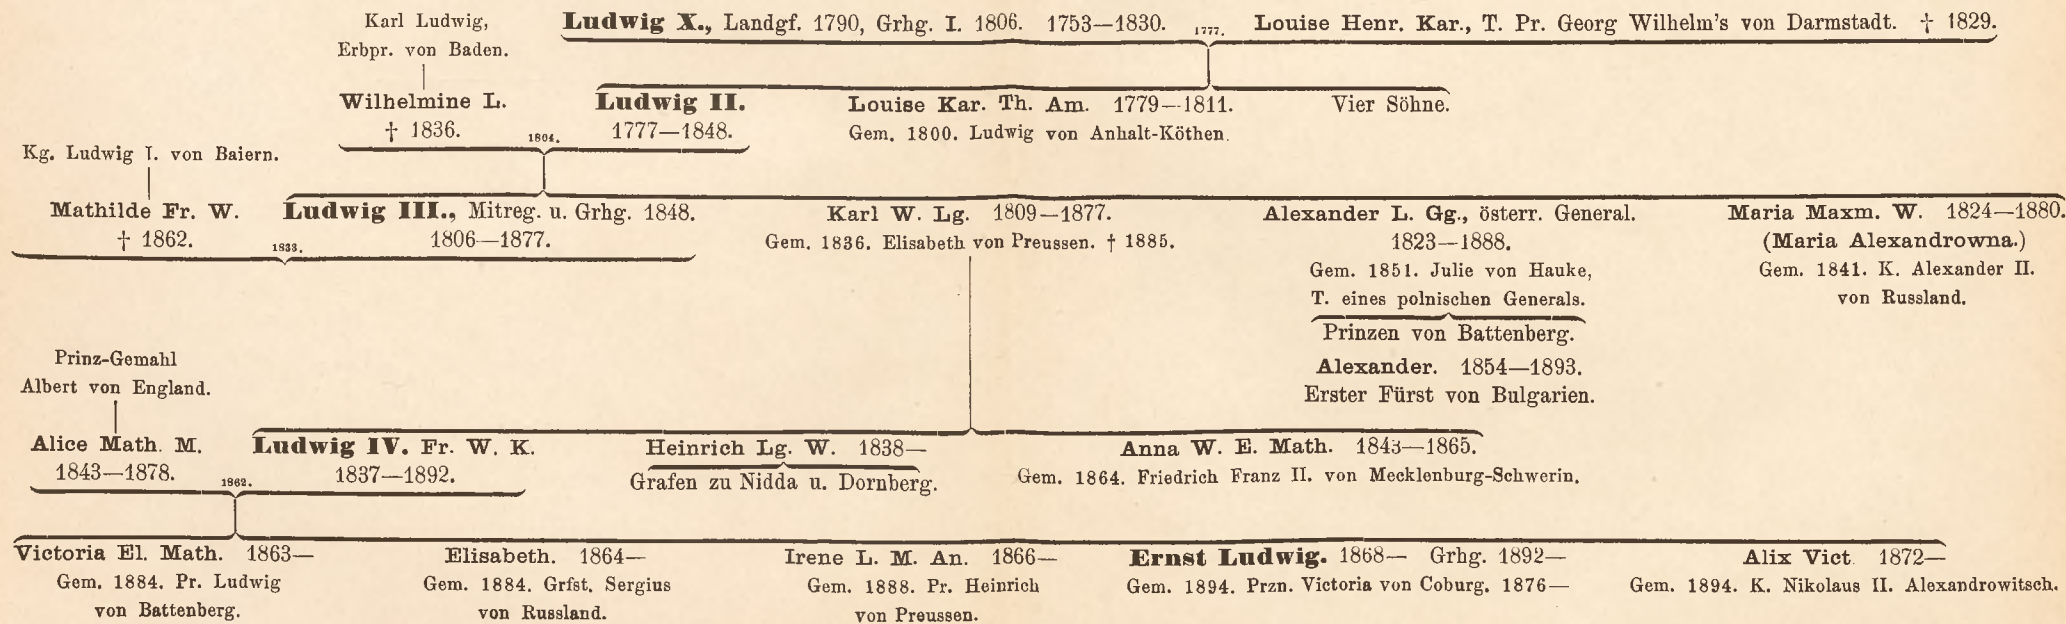 Karl Ludwig,
Erbpr. von Baden.
Ludwig X., Landgf. 1790, Grhg. I. 1806. 1753—1830. 1777. Louise Henr. Kar., T. Pr. Georg Wilhelm's von Darmstadt. † 1829.
Wilhelmine L.
† 1836.
1804.
Ludwig II.
1777—1848.
Louise Kar. Th. Am. 1779—1811.
Gem. 1800. Ludwig von Anhalt-Köthen.
Vier Söhne.
Kg. Ludwig I. von Baiern.
Mathilde Fr. W.
† 1862.
1833.
Ludwig III., Mitreg. u. Grhg. 1848.
1806—1877.
Karl W. Lg. 1809—1877.
Gem. 1836. Elisabeth von Preussen. † 1885.
Alexander L. Gg., österr. General.
1823—1888.
Gem. 1851. Julie von Hauke,
T. eines polnischen Generals.
Prinzen von Battenberg.
Alexander. 1854—1893.
Erster Fürst von Bulgarien.
Maria Maxm. W. 1824—1880.
(Maria Alexandrowna.)
Gem. 1841. K. Alexander II.
von Russland.
Prinz-Gemahl
Albert von England.
Alice Math. M.
1843—1878.
1862.
Ludwig IV. Fr. W. K.
1837—1892.
Heinrich Lg. W. 1838—
Grafen zu Nidda u. Dornberg.
Anna W. E. Math. 1843—1865.
Gem. 1864. Friedrich Franz II. von Mecklenburg-Schwerin.
Victoria El. Math. 1863—
Gem. 1884. Pr. Ludwig
von Battenberg.
Elisabeth. 1864—
Gem. 1884. Grfst. Sergius
von Russland.
Irene L. M. An. 1866—
Gem. 1888. Pr. Heinrich
von Preussen.
Ernst Ludwig. 1868— Grhg. 1892—
Gem. 1894. Przn. Victoria von Coburg. 1876—
Alix Vict. 1872—
Gem. 1894. K. Nikolaus II. Alexandrowitsch.